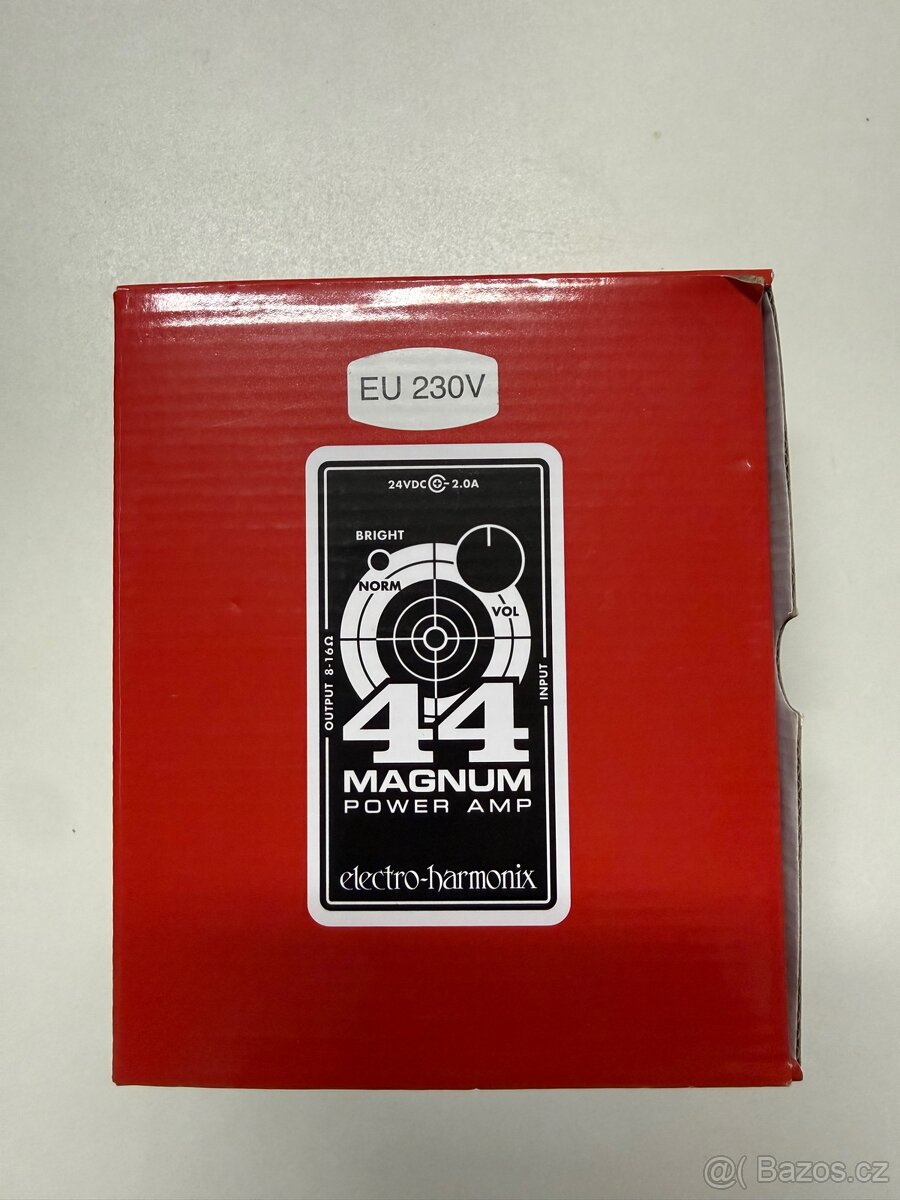 EU 230V
24VDC - 2.0A
BRIGHT
NORM
VOL
OUTPUT 8-16Ω
INPUT
44
MAGNUM
POWER AMP
electro-harmonix
@( Bazos.cz